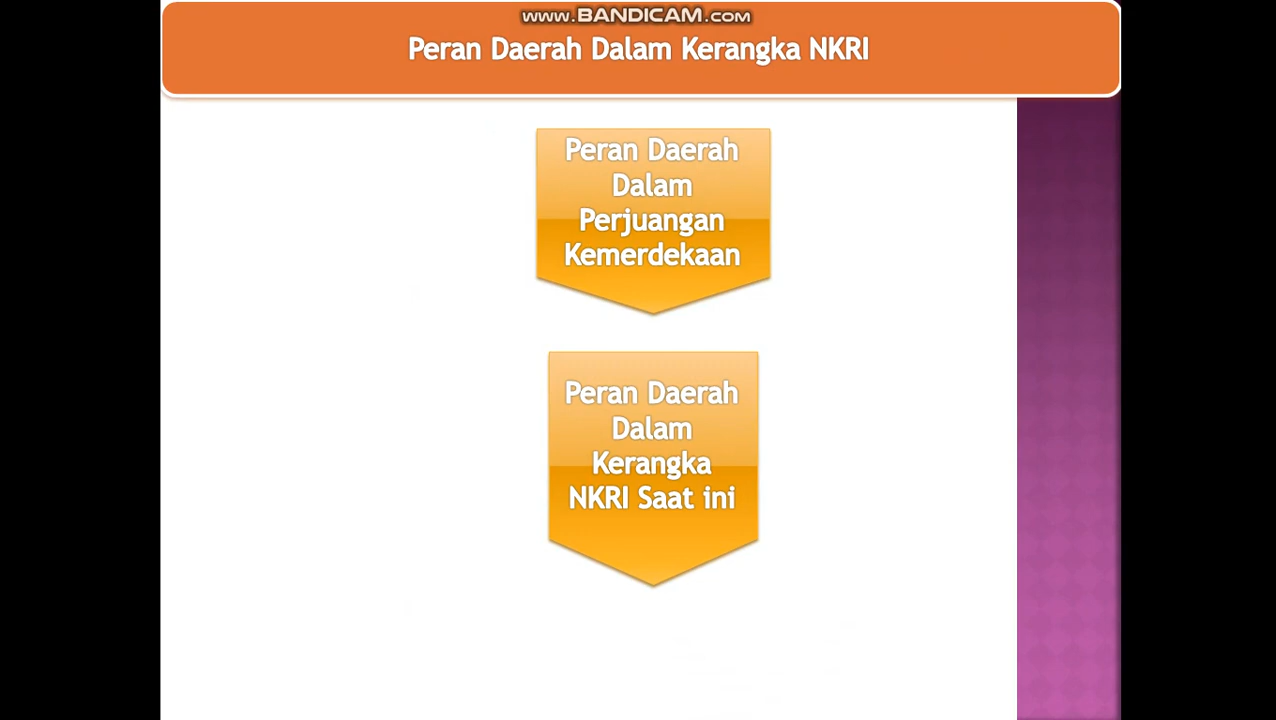 www.BANDICAM.com
Peran Daerah Dalam Kerangka NKRI
Peran Daerah
Dalam
Perjuangan
Kemerdekaan
Peran Daerah
Dalam
Kerangka
NKRI Saat ini